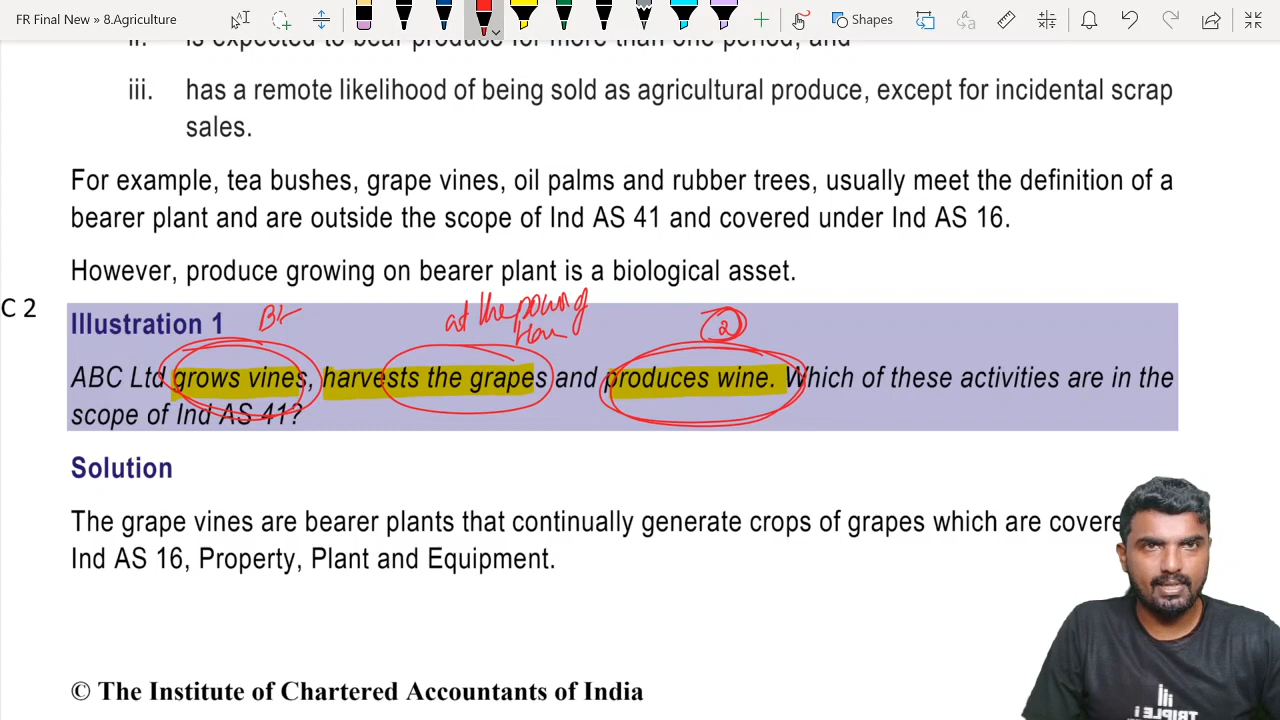 FR Final New » 8.Agriculture
Shapes
ii. is expected to bear produce for more than one period; and
iii. has a remote likelihood of being sold as agricultural produce, except for incidental scrap
sales.
For example, tea bushes, grape vines, oil palms and rubber trees, usually meet the definition of a
bearer plant and are outside the scope of Ind AS 41 and covered under Ind AS 16.
However, produce growing on bearer plant is a biological asset.
C 2
at the
2
Illustration 1
ABC Ltd grows vines, harvests the grapes and produces wine. Which of these activities are in the
scope of Ind AS 41?
Solution
The grape vines are bearer plants that continually generate crops of grapes which are covere
Ind AS 16, Property, Plant and Equipment.
© The Institute of Chartered Accountants of India